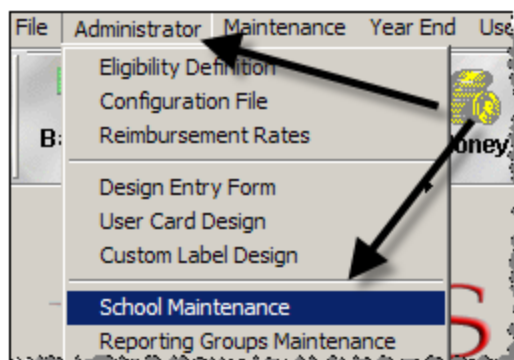 File Administrator Maintenance Year End
Eligibility Definition
Configuration File
Reimbursement Rates
Design Entry Form
User Card Design
Custom Label Design
School Maintenance
Reporting Groups Maintenance
S